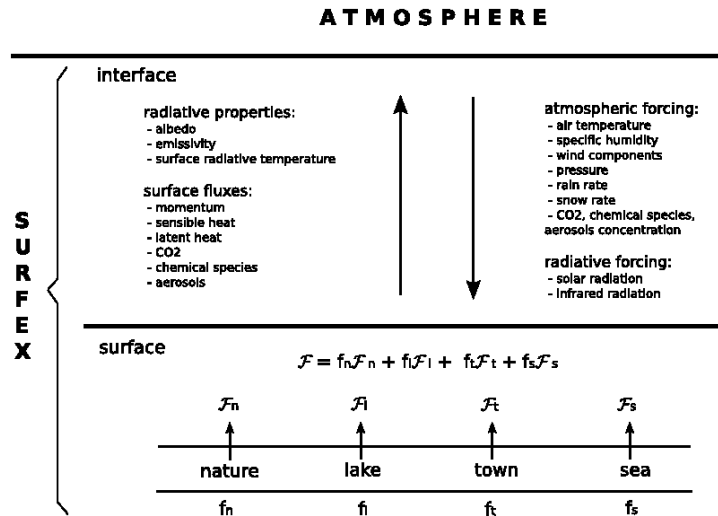 ATMOSPHERE
SURFEX
interface
radiative properties:
- albedo
- emissivity
- surface radiative temperature
surface fluxes:
- momentum
- sensible heat
- latent heat
- CO2
- chemical species
- aerosols
atmospheric forcing:
- air temperature
- specific humidity
- wind components
- pressure
- rain rate
- snow rate
- CO2, chemical species,
aerosols concentration
radiative forcing:
- solar radiation
- infrared radiation
surface
ℱ = fnℱn + flℱl + ftℱt + fsℱs
ℱn ℱl ℱt ℱs
nature lake town sea
fn fl ft fs